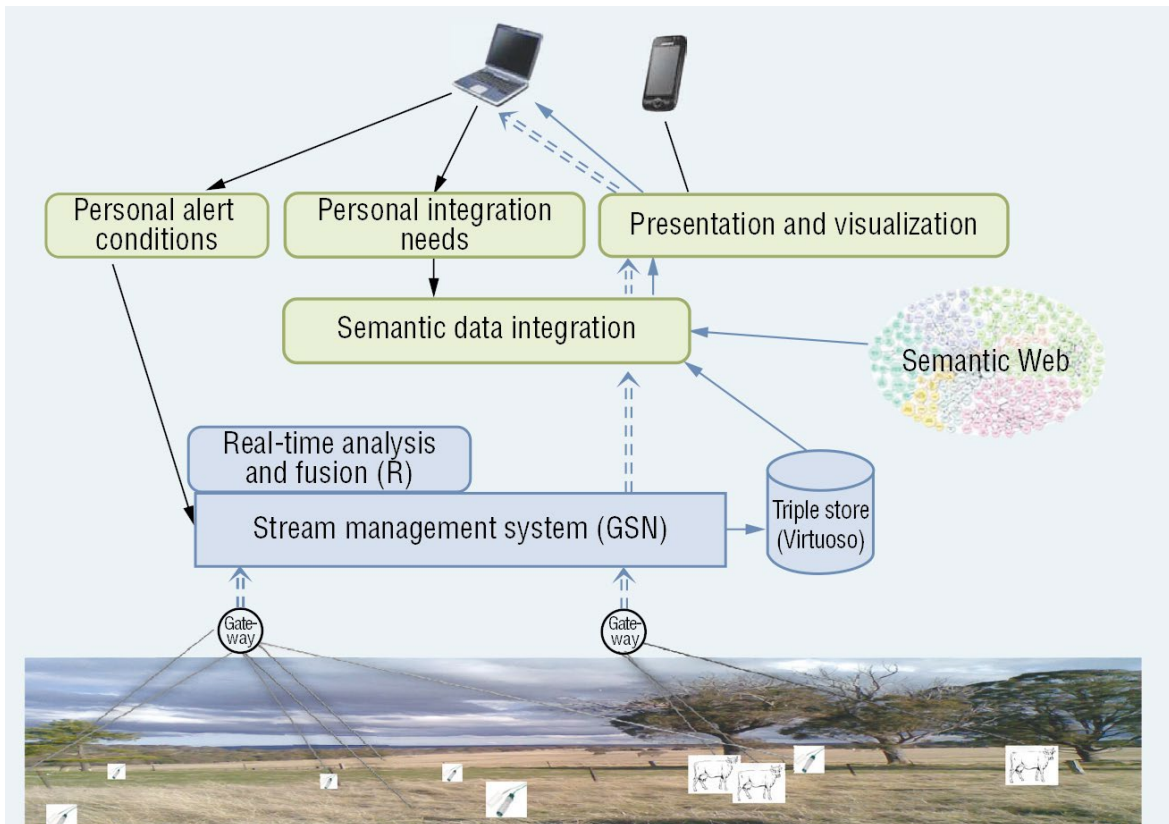 Personal alert
conditions
Personal integration
needs
Presentation and visualization
Semantic data integration
Semantic Web
Real-time analysis
and fusion (R)
Stream management system (GSN)
Triple store
(Virtuoso)
Gate-
way
Gate-
way